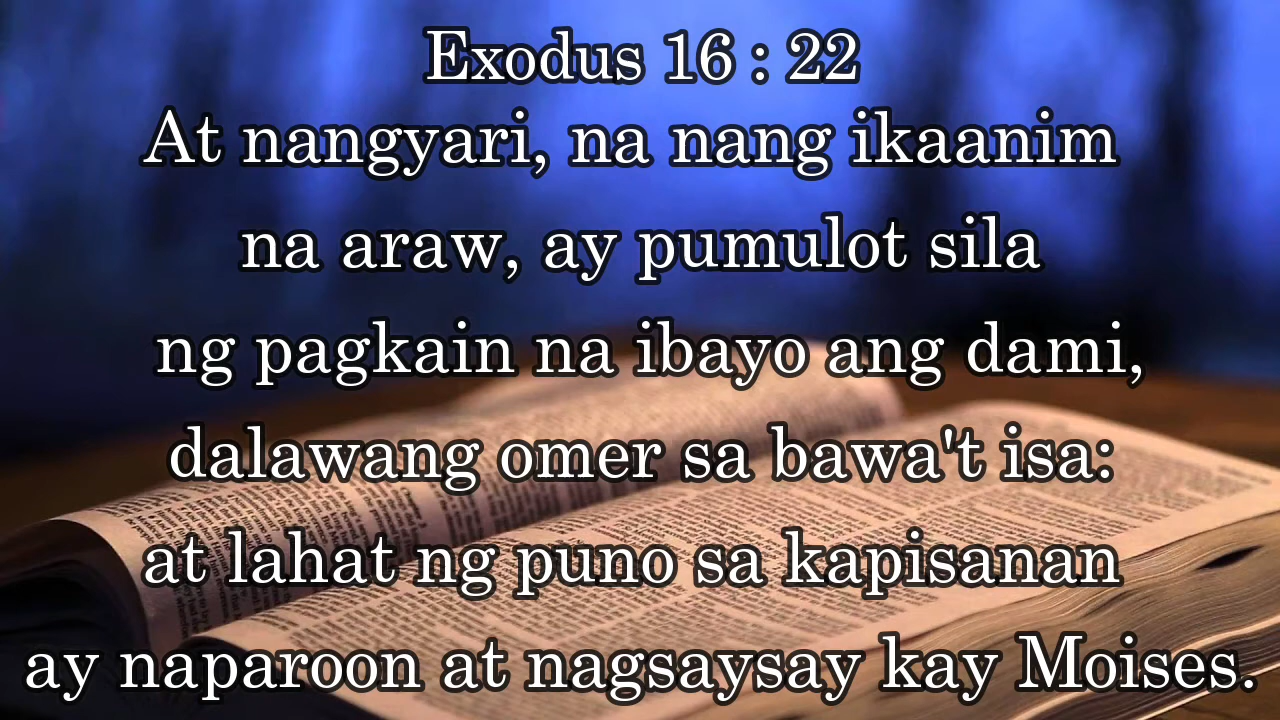 Exodus 16 : 22
At nangyari, na nang ikaanim
na araw, ay pumulot sila
ng pagkain na ibayo ang dami,
dalawang omer sa bawa't isa:
at lahat ng puno sa kapisanan
ay naparoon at nagsaysay kay Moises.